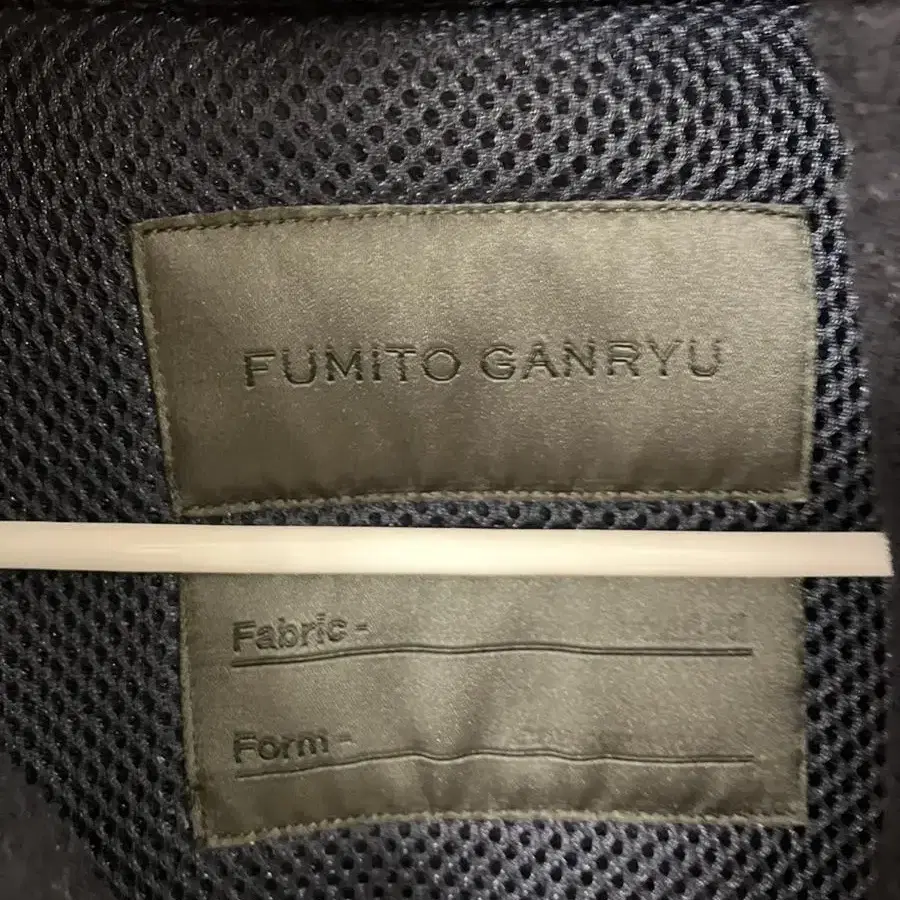 FUMITO GANRYU
Fabric -
Form -